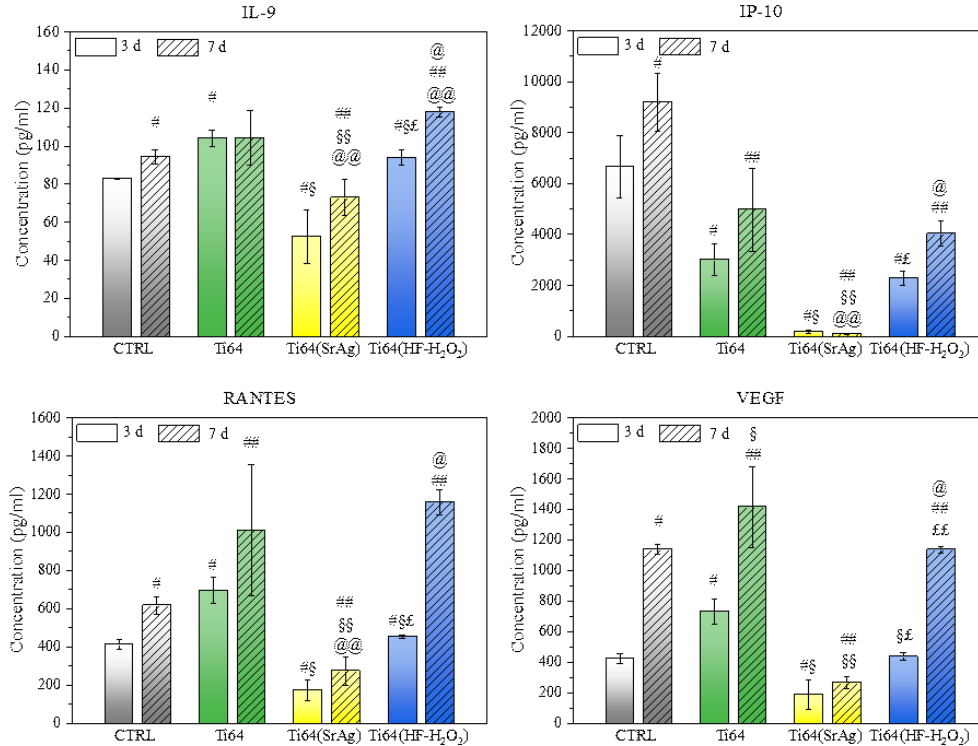 IL-9
160
140
120
100
80
60
40
20
0
Concentration (pg/ml)
3 d
7 d
#
#
#§
##
§§
@@
#§£
@
##
@@
CTRL
Ti64
Ti64(SrAg)
Ti64(HF-H₂O₂)
IP-10
12000
10000
8000
6000
4000
2000
0
Concentration (pg/ml)
3 d
7 d
#
#
##
#§
##
§§
@@
#£
@
##
CTRL
Ti64
Ti64(SrAg)
Ti64(HF-H₂O₂)
RANTES
1600
1400
1200
1000
800
600
400
200
0
Concentration (pg/ml)
3 d
7 d
#
#
##
#§
##
§§
@@
#§£
@
##
CTRL
Ti64
Ti64(SrAg)
Ti64(HF-H₂O₂)
VEGF
2000
1800
1600
1400
1200
1000
800
600
400
200
0
Concentration (pg/ml)
3 d
7 d
#
#
§
##
#§
##
§§
§£
@
##
££
CTRL
Ti64
Ti64(SrAg)
Ti64(HF-H₂O₂)